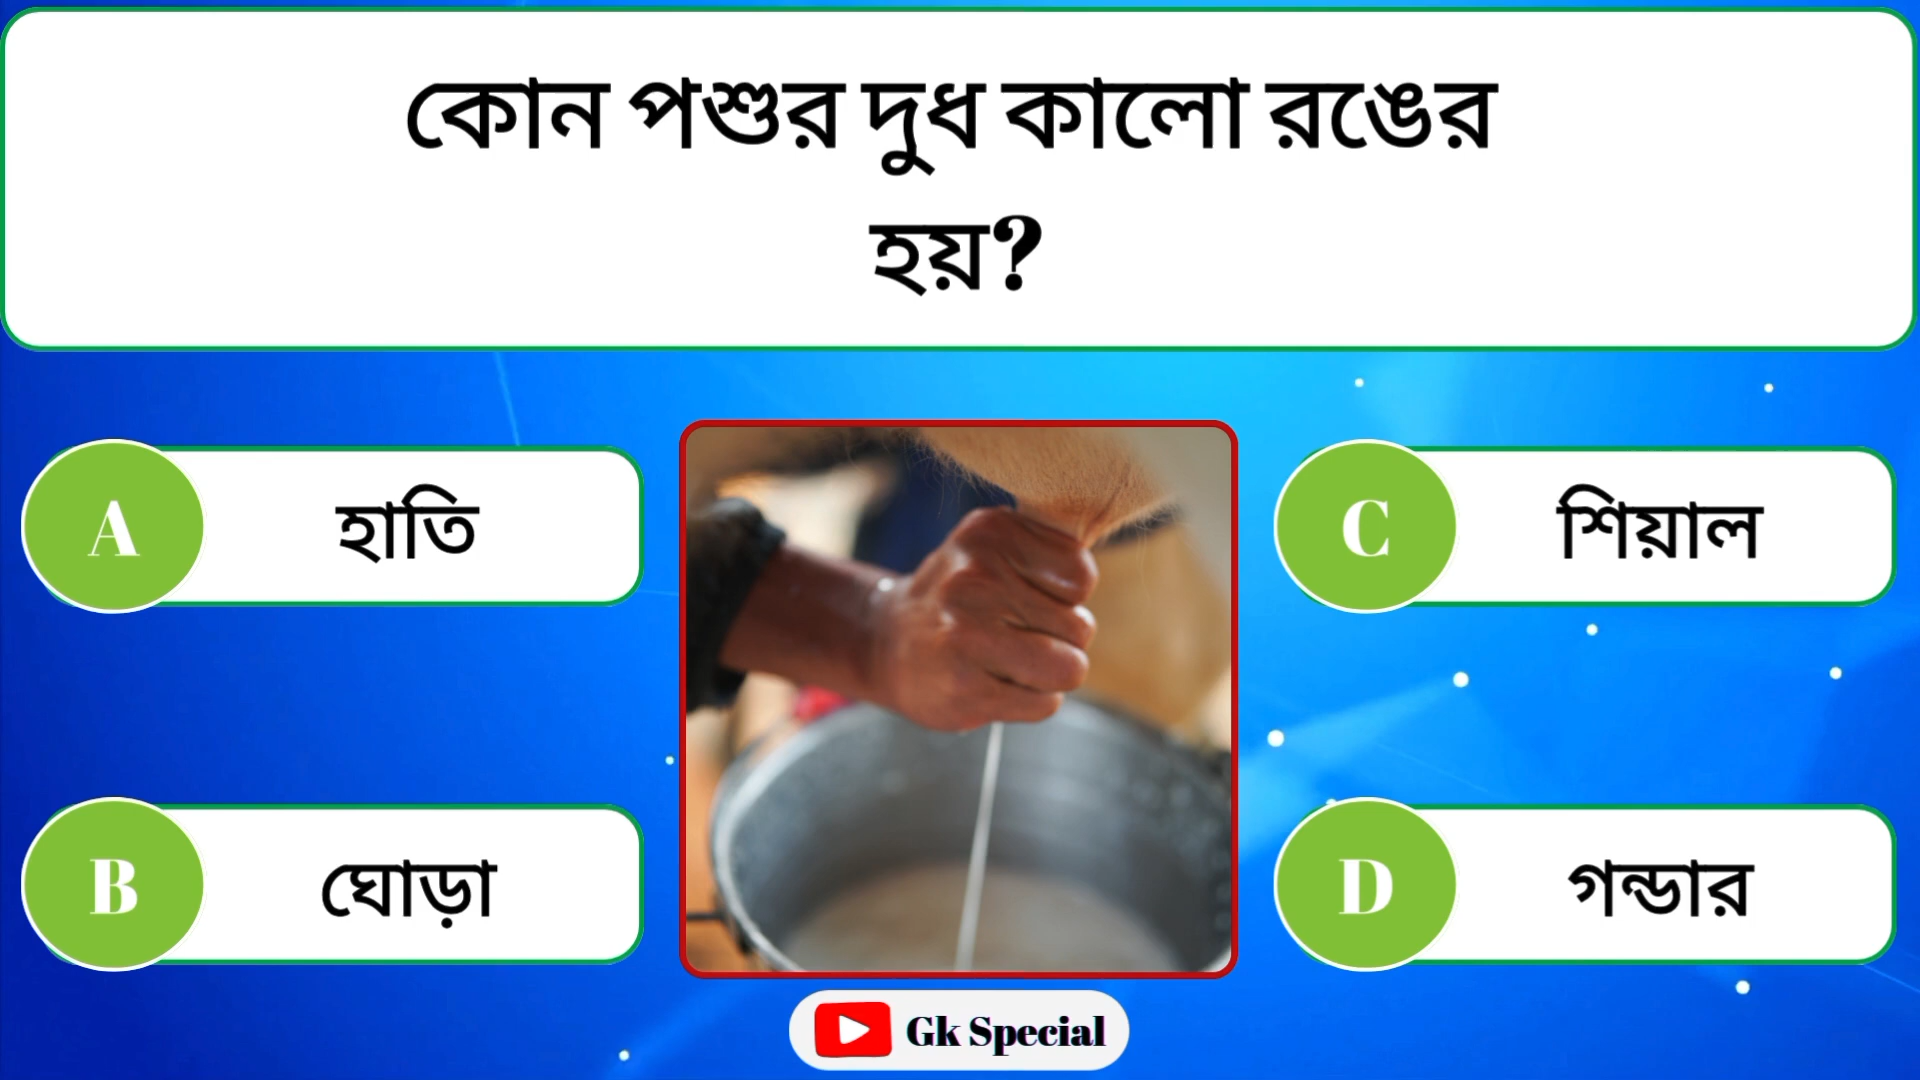 কোন পশুর দুধ কালো রঙের
হয়?
A
হাতি
B
ঘোড়া
C
শিয়াল
D
গন্ডার
Gk Special